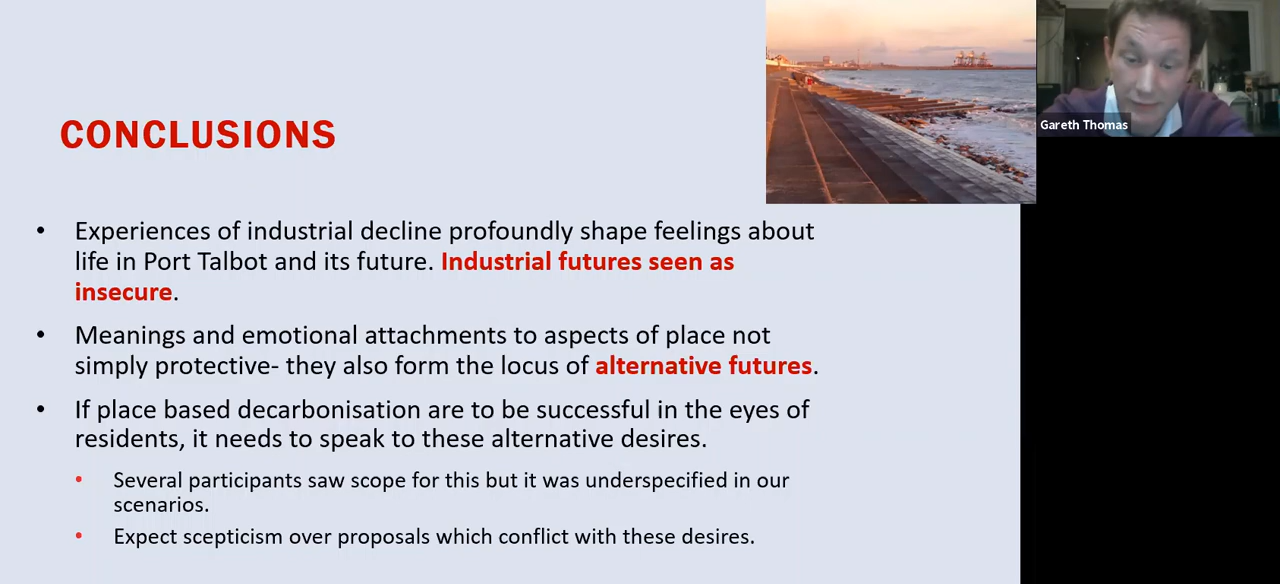 Gareth Thomas
CONCLUSIONS
• Experiences of industrial decline profoundly shape feelings about
life in Port Talbot and its future. Industrial futures seen as
insecure.
• Meanings and emotional attachments to aspects of place not
simply protective- they also form the locus of alternative futures.
• If place based decarbonisation are to be successful in the eyes of
residents, it needs to speak to these alternative desires.
• Several participants saw scope for this but it was underspecified in our
scenarios.
• Expect scepticism over proposals which conflict with these desires.